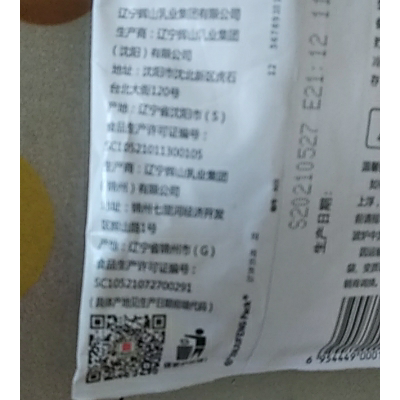 辽宁辉山乳业集团有限公司
生产商：辽宁辉山乳业集团
（沈阳）有限公司
地址：沈阳市沈北新区虎石
台北大街120号
产地：辽宁省沈阳市（S）
食品生产许可证编号：
SC10521011300105
生产商：辽宁辉山乳业集团
（锦州）有限公司
地址：锦州七里河经济开发
区辉山路1号
产地：辽宁省锦州市（G）
食品生产许可证编号：
SC10521072700291
（具体产地见生产日期前端代码）
生产日期：
S20210527 E21:12 11
6 954449 000